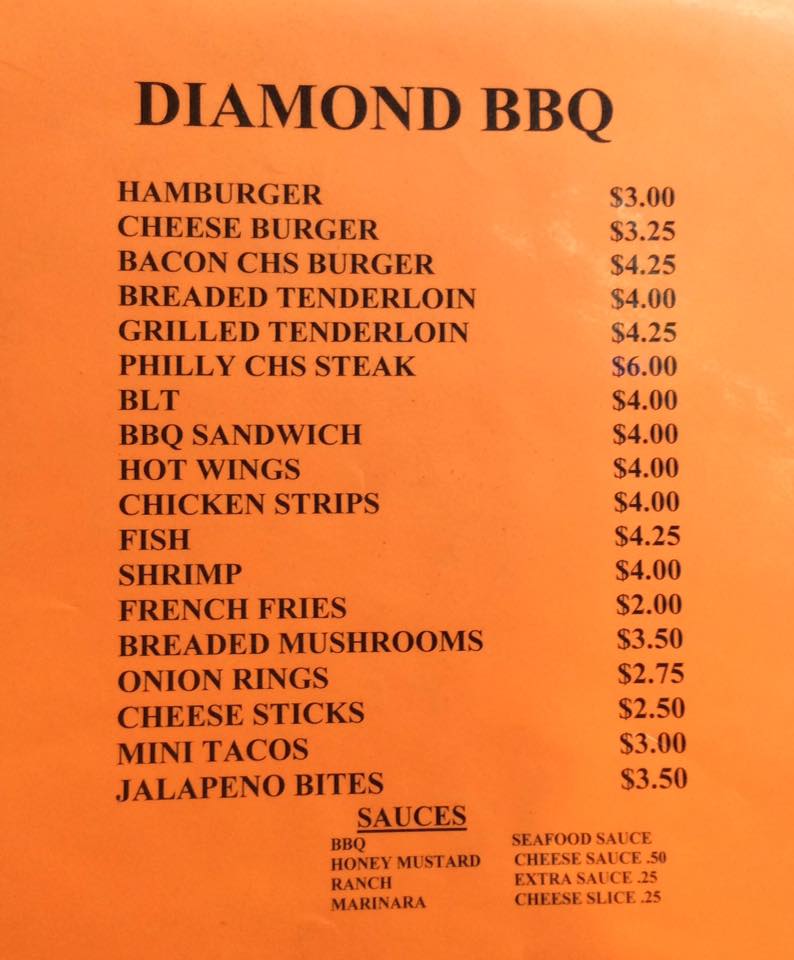 DIAMOND BBQ
HAMBURGER $3.00
CHEESE BURGER $3.25
BACON CHS BURGER $4.25
BREADED TENDERLOIN $4.00
GRILLED TENDERLOIN $4.25
PHILLY CHS STEAK $6.00
BLT $4.00
BBQ SANDWICH $4.00
HOT WINGS $4.00
CHICKEN STRIPS $4.00
FISH $4.25
SHRIMP $4.00
FRENCH FRIES $2.00
BREADED MUSHROOMS $3.50
ONION RINGS $2.75
CHEESE STICKS $2.50
MINI TACOS $3.00
JALAPENO BITES $3.50
SAUCES
BBQ SEAFOOD SAUCE
HONEY MUSTARD CHEESE SAUCE .50
RANCH EXTRA SAUCE .25
MARINARA CHEESE SLICE .25